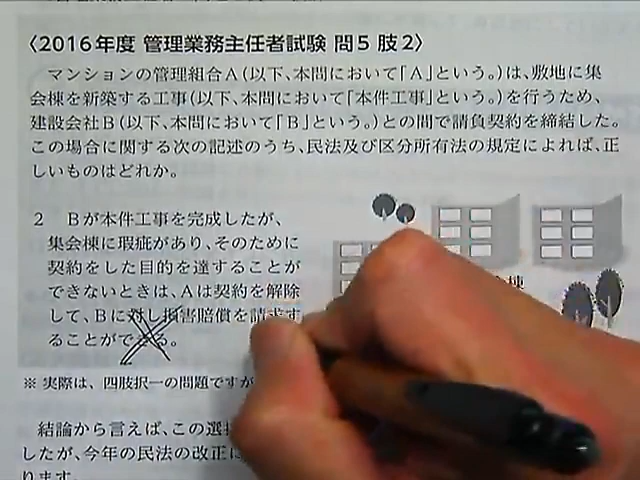 〈2016年度 管理業務主任者試験 問5 肢2〉
マンションの管理組合A(以下、本問において「A」という。)は、敷地に集
会棟を新築する工事(以下、本問において「本件工事」という。)を行うため、
建設会社B(以下、本問において「B」という。)との間で請負契約を締結した。
この場合に関する次の記述のうち、民法及び区分所有法の規定によれば、正
しいものはどれか。
2 Bが本件工事を完成したが、
集会棟に瑕疵があり、そのために
契約をした目的を達することが
できないときは、Aは契約を解除
して、Bに対し損害賠償を請求す
ることができる。
棟
※ 実際は、四肢択一の問題ですが
結論から言えば、この選
したが、今年の民法の改正に
ります。